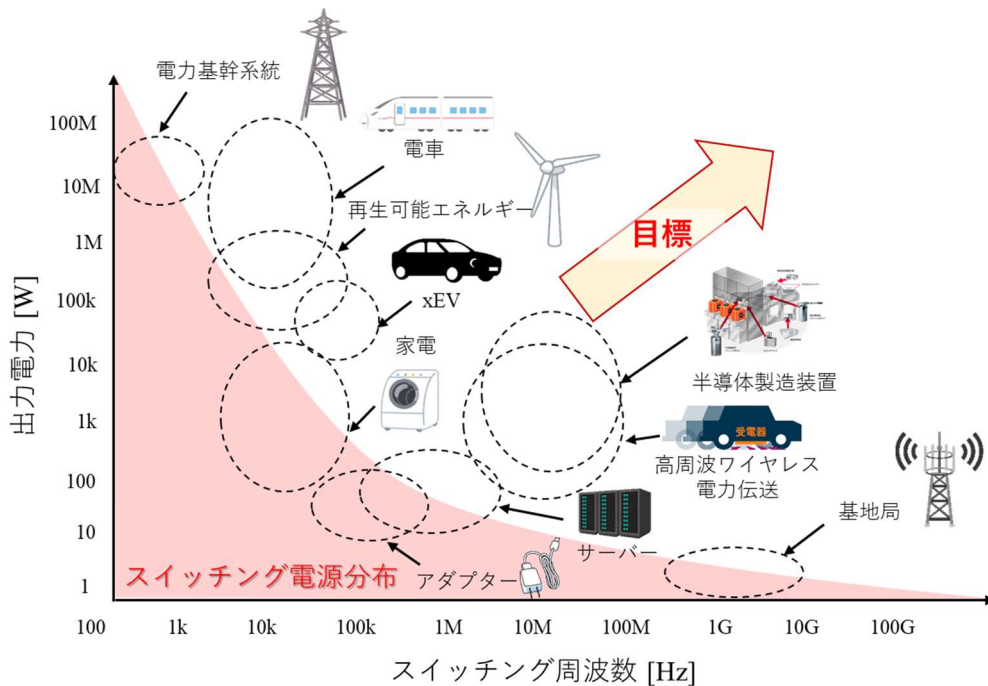 電力基幹系統
電車
再生可能エネルギー
xEV
家電
目標
半導体製造装置
受電器
高周波ワイヤレス
電力伝送
基地局
サーバー
アダプター
スイッチング電源分布
出力電力 [W]
100M
10M
1M
100k
10k
1k
100
10
1
100
1k
10k
100k
1M
10M
100M
1G
10G
100G
スイッチング周波数 [Hz]